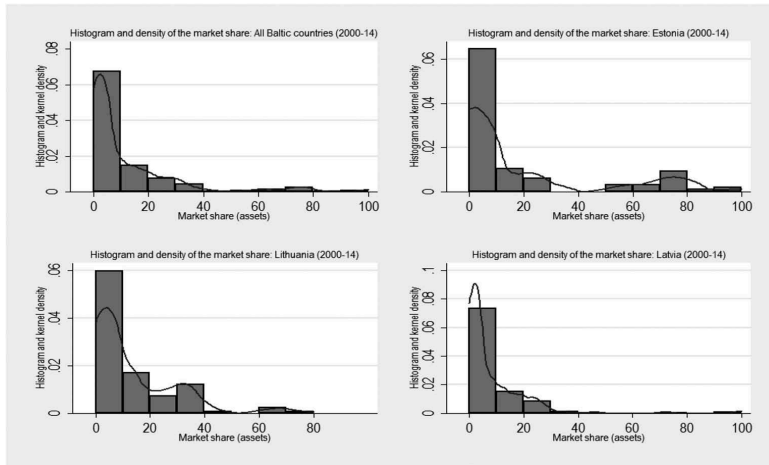 Histogram and density of the market share: All Baltic countries (2000-14)
Histogram and kernel density
0 .02 .04 .06 .08
0 20 40 60 80 100
Market share (assets)
Histogram and density of the market share: Estonia (2000-14)
Histogram and kernel density
0 .02 .04 .06
0 20 40 60 80 100
Market share (assets)
Histogram and density of the market share: Lithuania (2000-14)
Histogram and kernel density
0 .02 .04 .06
0 20 40 60 80
Market share (assets)
Histogram and density of the market share: Latvia (2000-14)
Histogram and kernel density
0 .02 .04 .06 .08 .1
0 20 40 60 80 100
Market share (assets)